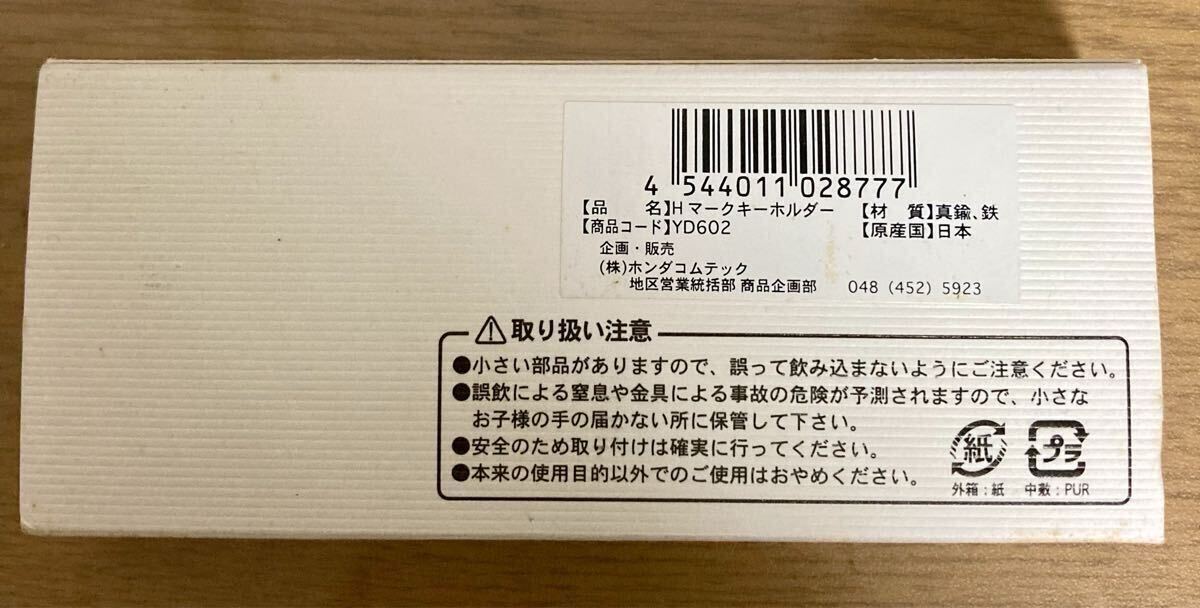 4 544011 028777
【品　名】Hマークキーホルダー　【材　質】真鍮、鉄
【商品コード】YD602　【原産国】日本
企画・販売
(株)ホンダコムテック
地区営業統括部 商品企画部　048 (452) 5923
⚠取り扱い注意
●小さい部品がありますので、誤って飲み込まないようにご注意ください。
●誤飲による窒息や金具による事故の危険が予測されますので、小さな
お子様の手の届かない所に保管して下さい。
●安全のため取り付けは確実に行ってください。
●本来の使用目的以外でのご使用はおやめください。
紙　プラ
外箱：紙　中敷：PUR